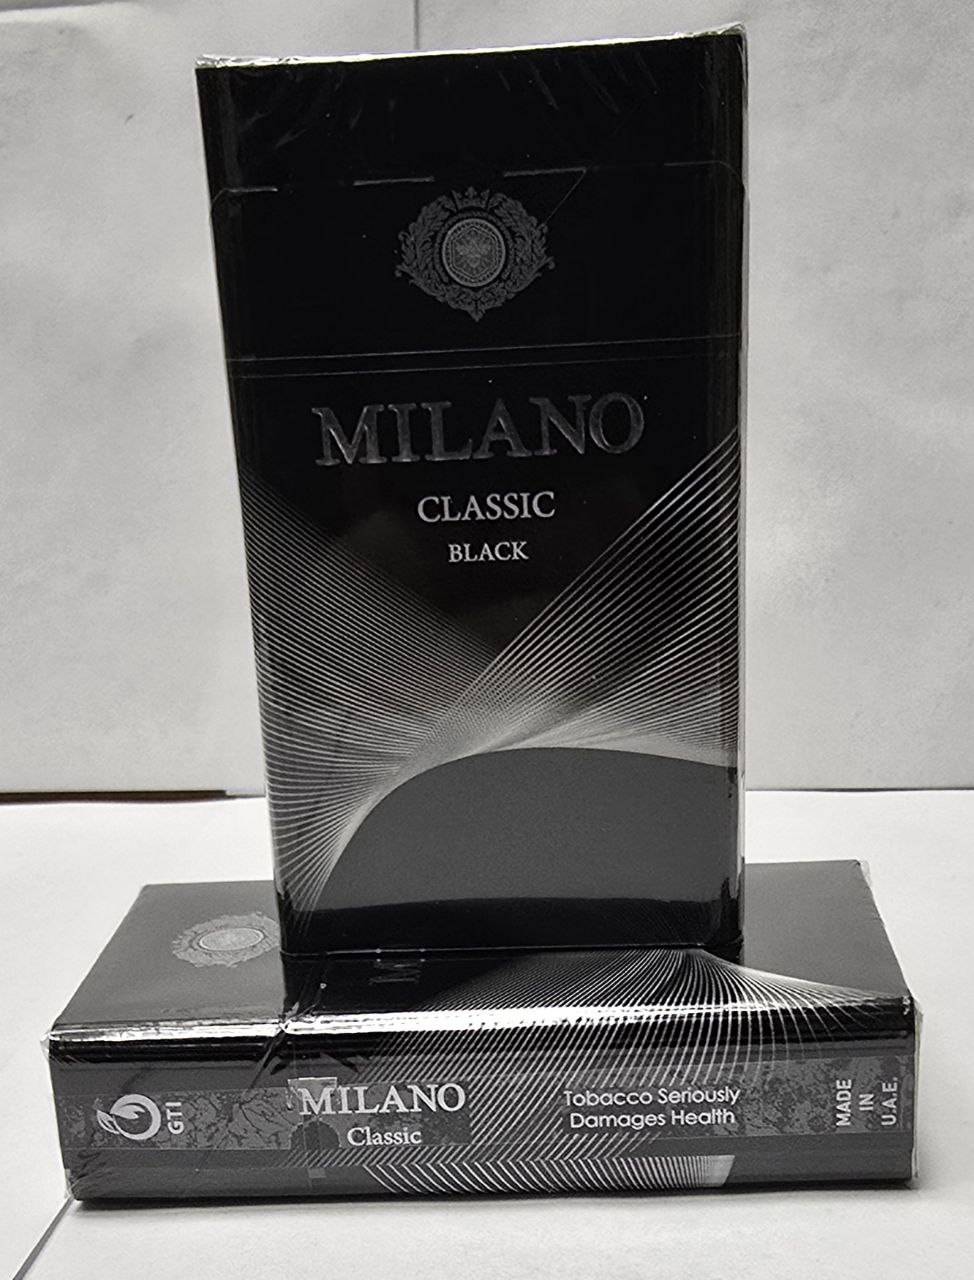 MILANO
CLASSIC
BLACK
GTI
MILANO
Classic
Tobacco Seriously
Damages Health
MADE
IN
U.A.E.